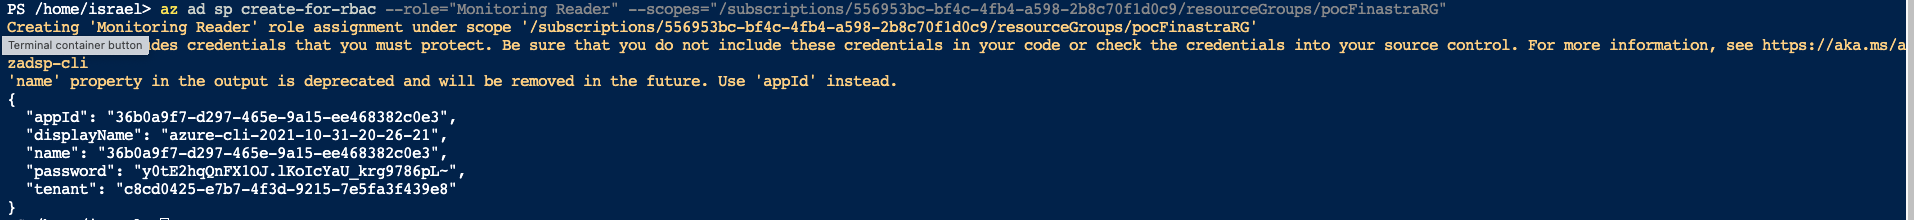 PS /home/israel> az ad sp create-for-rbac --role="Monitoring Reader" --scopes="/subscriptions/556953bc-bf4c-4fb4-a598-2b8c70f1d0c9/resourceGroups/pocFinastraRG"
Creating 'Monitoring Reader' role assignment under scope '/subscriptions/556953bc-bf4c-4fb4-a598-2b8c70f1d0c9/resourceGroups/pocFinastraRG'
Terminal container button des credentials that you must protect. Be sure that you do not include these credentials in your code or check the credentials into your source control. For more information, see https://aka.ms/a
zadsp-cli
'name' property in the output is deprecated and will be removed in the future. Use 'appId' instead.
{
"appId": "36b0a9f7-d297-465e-9a15-ee468382c0e3",
"displayName": "azure-cli-2021-10-31-20-26-21",
"name": "36b0a9f7-d297-465e-9a15-ee468382c0e3",
"password": "y0tE2hqQnFX1OJ.lKoIcYaU_krg9786pL~",
"tenant": "c8cd0425-e7b7-4f3d-9215-7e5fa3f439e8"
}